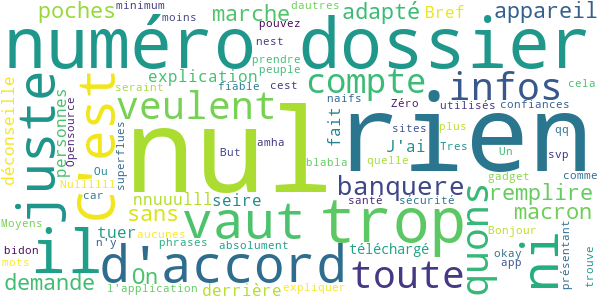 poches minimum
moins
dautres
pouvez
marche
adapté
Bref
appareil
numéro dossier
nest
prendre
peuple
explication
fiable cest
compte
infos
cela
déconseille
personnes
Opensource
juste
c'est
seraint
veulent
naifs
Zéro
utilisés
confiances
nul
rien
fait
J'ai
sites
plus
Tres
quelle
Un
qq
svp
superflues
Ou
car
Nullllll
But
amha
blabla
gadget
comme
nnuuulll
seire
banquere
santé
sécurité
remplire
macron
Moyens
sans
tuer
aucunes
vaut trop
quons
ni
Bonjour
présentant
trouve
il
n'y
phrases
absolument
téléchargé
okay
app
bidon
mots
d'accord
On
toute
demande
l'application
derrière
expliquer